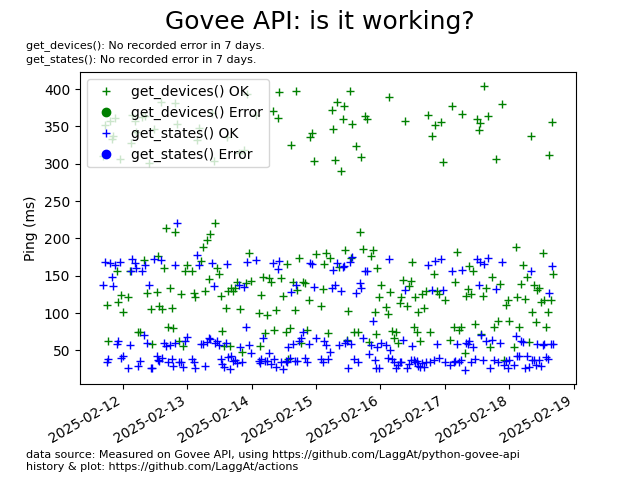 Govee API: is it working?
get_devices(): No recorded error in 7 days.
get_states(): No recorded error in 7 days.
get_devices() OK
get_devices() Error
get_states() OK
get_states() Error
Ping (ms)
400
350
300
250
200
150
100
50
2025-02-12
2025-02-13
2025-02-14
2025-02-15
2025-02-16
2025-02-17
2025-02-18
2025-02-19
data source: Measured on Govee API, using https://github.com/LaggAt/python-govee-api
history & plot: https://github.com/LaggAt/actions